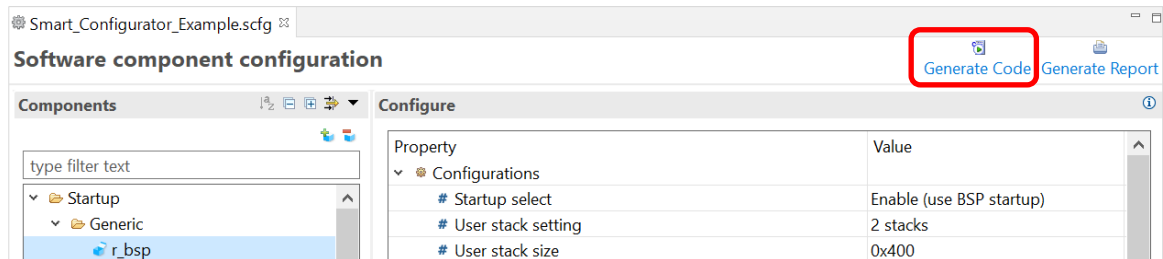 Smart_Configurator_Example.scfg
Software component configuration
Generate Code Generate Report
Components
Configure
type filter text
Startup
Generic
r_bsp
Property Value
Configurations
# Startup select Enable (use BSP startup)
# User stack setting 2 stacks
# User stack size 0x400